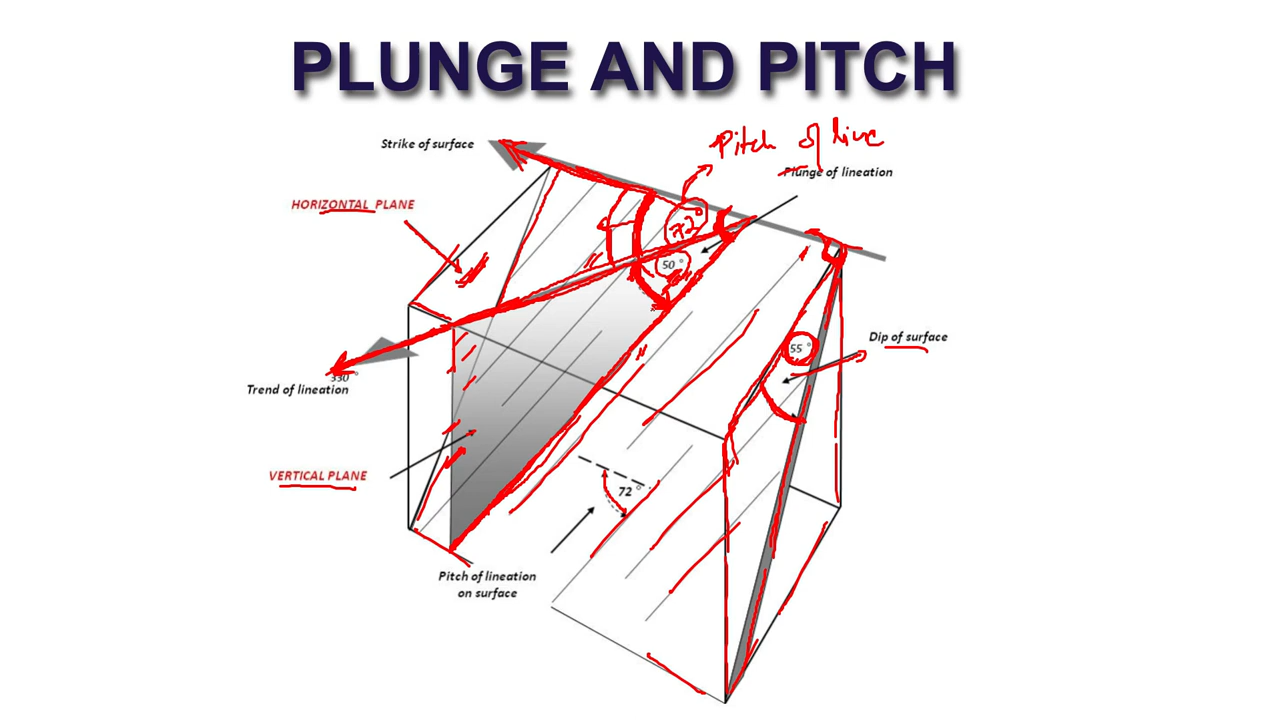 PLUNGE AND PITCH
Pitch of line
Strike of surface
Plunge of lineation
HORIZONTAL PLANE
72°
50 °
Dip of surface
55 °
330 °
Trend of lineation
VERTICAL PLANE
72 °
Pitch of lineation
on surface